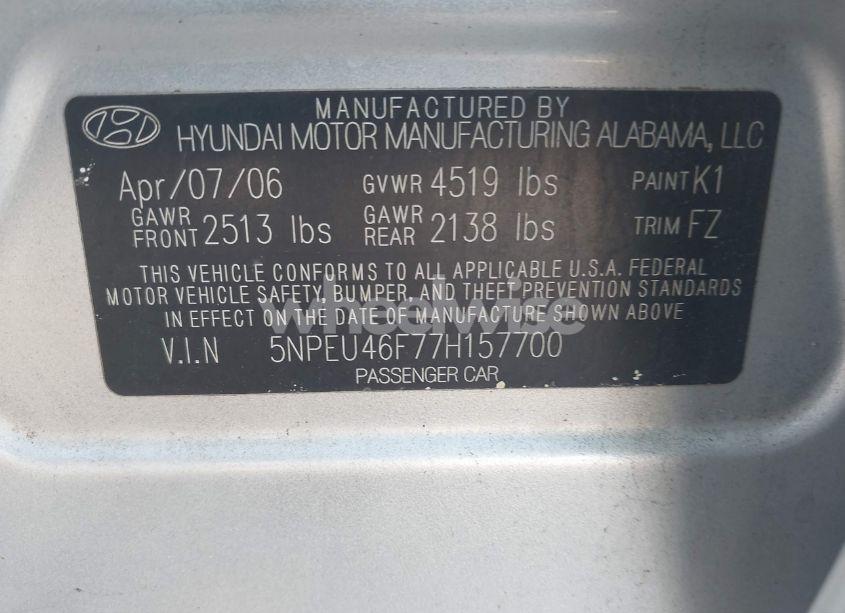 MANUFACTURED BY
HYUNDAI MOTOR MANUFACTURING ALABAMA, LLC
Apr/07/06 GVWR 4519 lbs PAINT K1
GAWR FRONT 2513 lbs GAWR REAR 2138 lbs TRIM FZ
THIS VEHICLE CONFORMS TO ALL APPLICABLE U.S.A. FEDERAL
MOTOR VEHICLE SAFETY, BUMPER, AND THEFT PREVENTION STANDARDS
IN EFFECT ON THE DATE OF MANUFACTURE SHOWN ABOVE
wheelwise
V.I.N 5NPEU46F77H157700
PASSENGER CAR